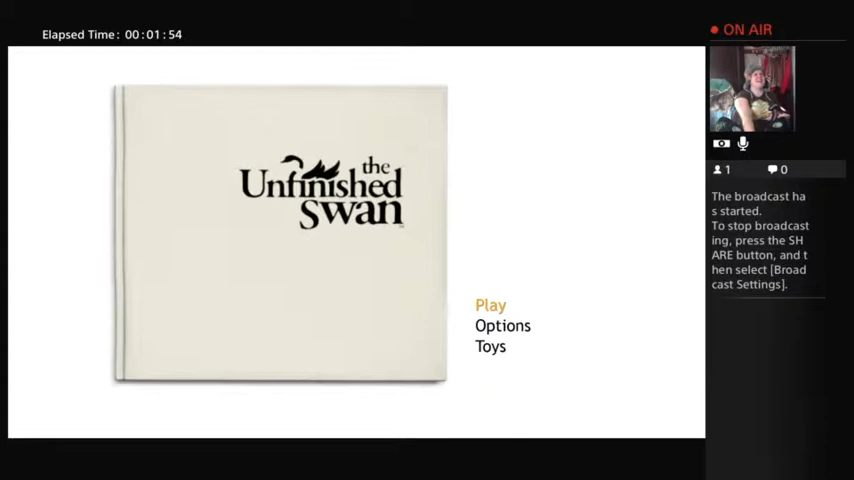 Elapsed Time: 00:01:54
ON AIR
the
Unfinished
swan
Play
Options
Toys
1
0
The broadcast ha
s started.
To stop broadcast
ing, press the SH
ARE button, and t
hen select [Broad
cast Settings].